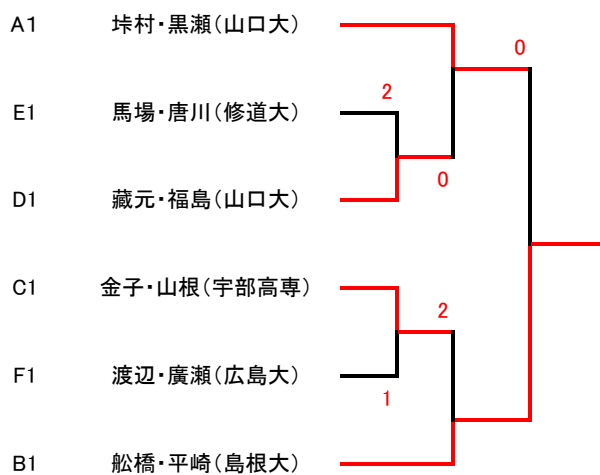 A1 垰村・黒瀬(山口大)
0
E1 馬場・唐川(修道大)
2
D1 藏元・福島(山口大)
0
C1 金子・山根(宇部高専)
2
F1 渡辺・廣瀬(広島大)
1
B1 舩橋・平崎(島根大)